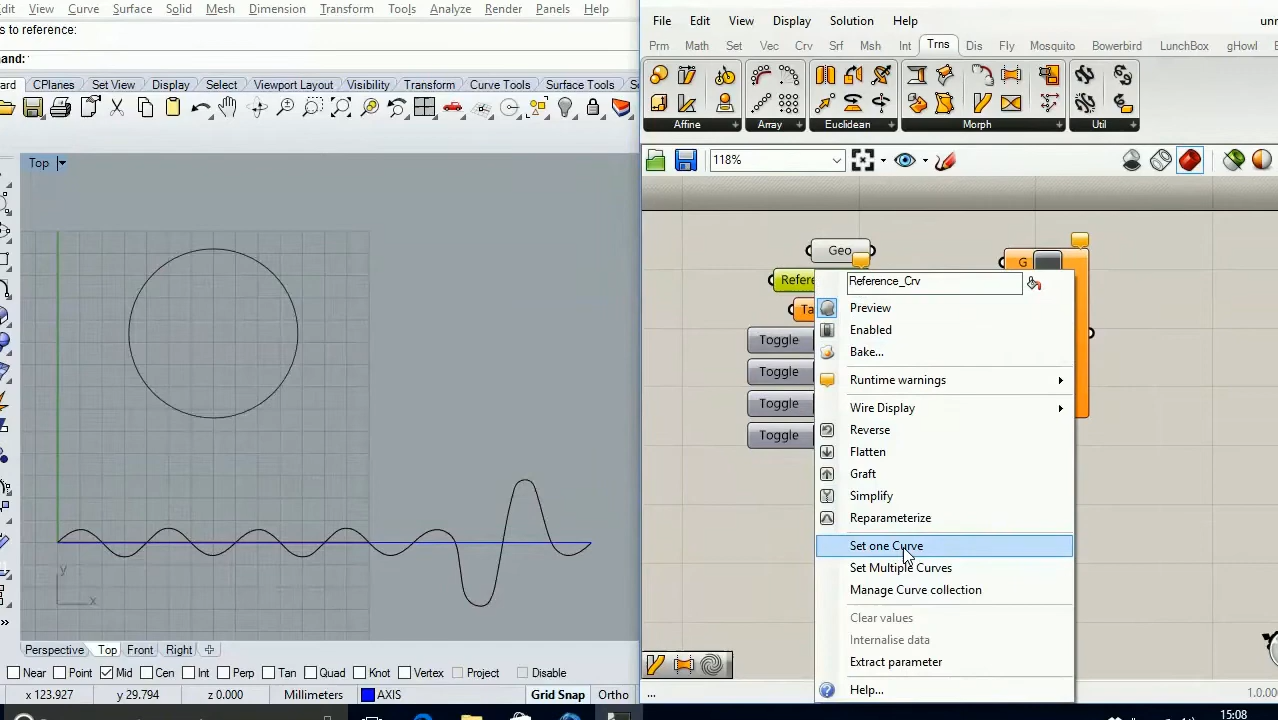 dit View Curve Surface Solid Mesh Dimension Transform Tools Analyze Render Panels Help
s to reference:
mand:
ard CPlanes Set View Display Select Viewport Layout Visibility Transform Curve Tools Surface Tools S
Top
y
x
Perspective Top Front Right
Near Point Mid Cen Int Perp Tan Quad Knot Vertex Project Disable
x 123.927 y 29.794 z 0.000 Millimeters AXIS Grid Snap Ortho
File Edit View Display Solution Help unr
Prm Math Set Vec Crv Srf Msh Int Trns Dis Fly Mosquito Bowerbird LunchBox gHowl
Affine Array Euclidean Morph Util
118%
Geo
Refere
Ta
Toggle
Toggle
Toggle
Toggle
G
Reference_Crv
Preview
Enabled
Bake...
Runtime warnings
Wire Display
Reverse
Flatten
Graft
Simplify
Reparameterize
Set one Curve
Set Multiple Curves
Manage Curve collection
Clear values
Internalise data
Extract parameter
Help...
...
1.0.00
15:08